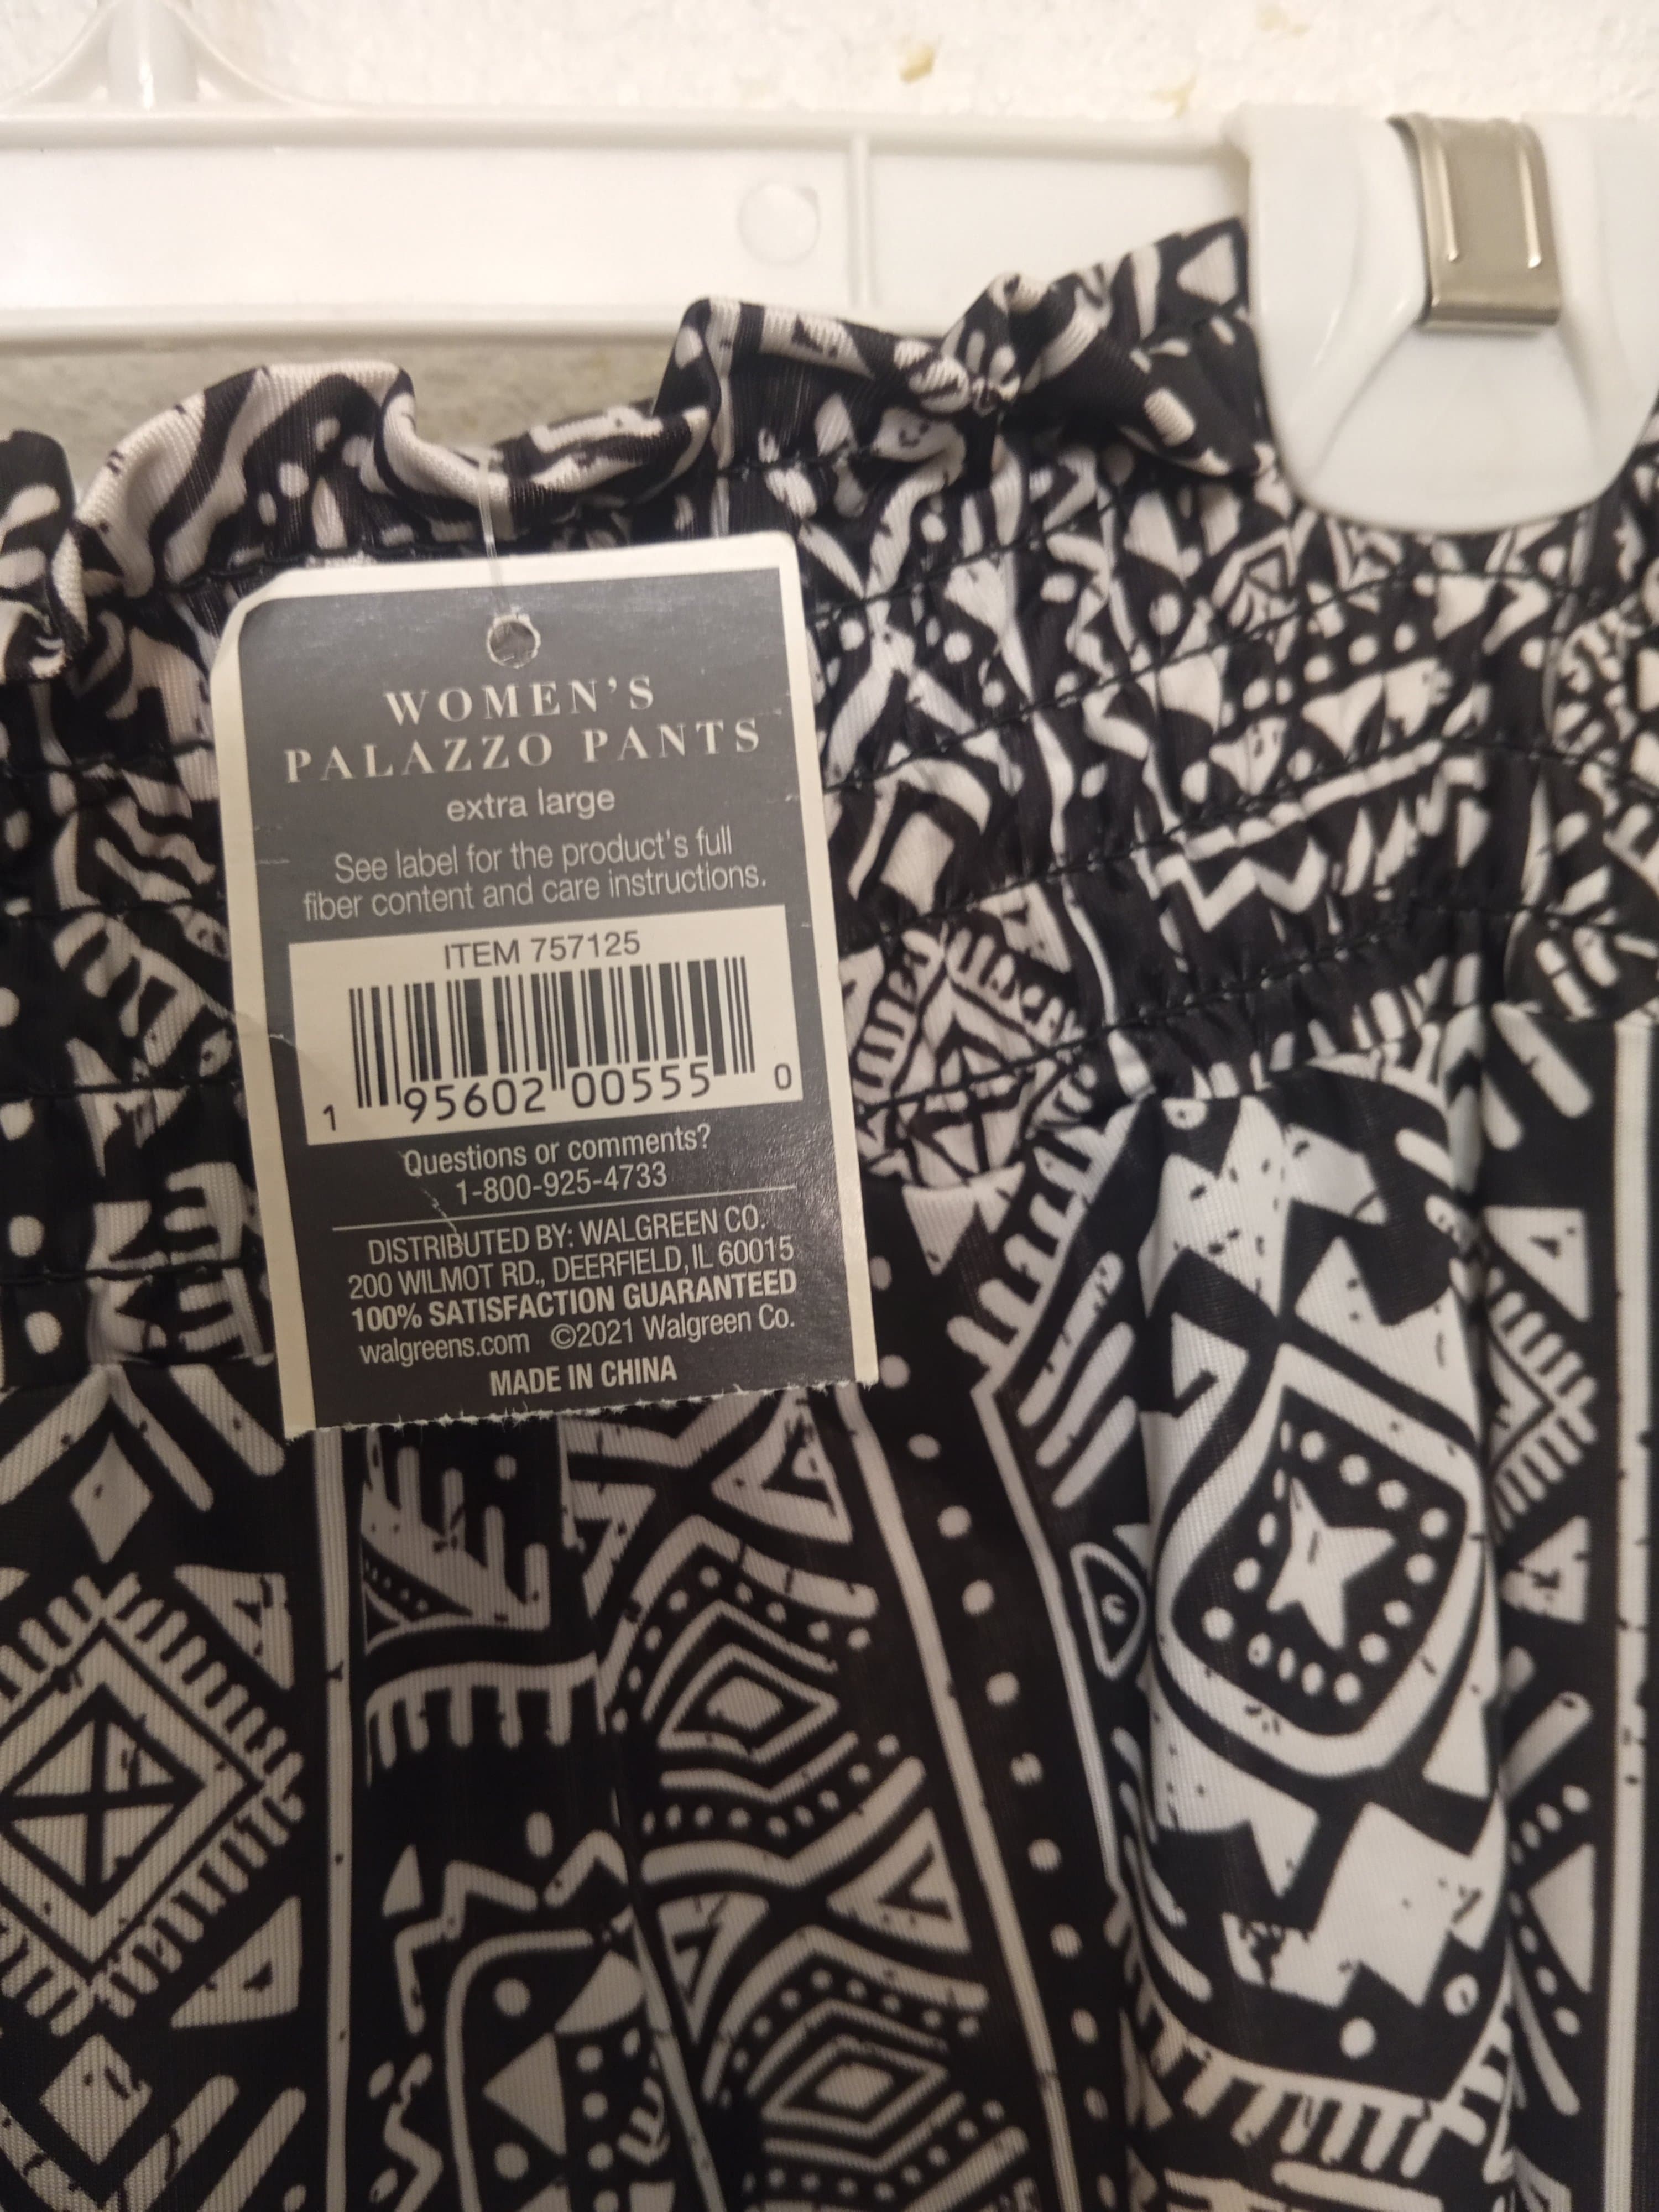 WOMEN'S
PALAZZO PANTS
extra large
See label for the product's full
fiber content and care instructions.
ITEM 757125
1 95602 00555 0
Questions or comments?
1-800-925-4733
DISTRIBUTED BY: WALGREEN CO.
200 WILMOT RD., DEERFIELD, IL 60015
100% SATISFACTION GUARANTEED
walgreens.com ©2021 Walgreen Co.
MADE IN CHINA